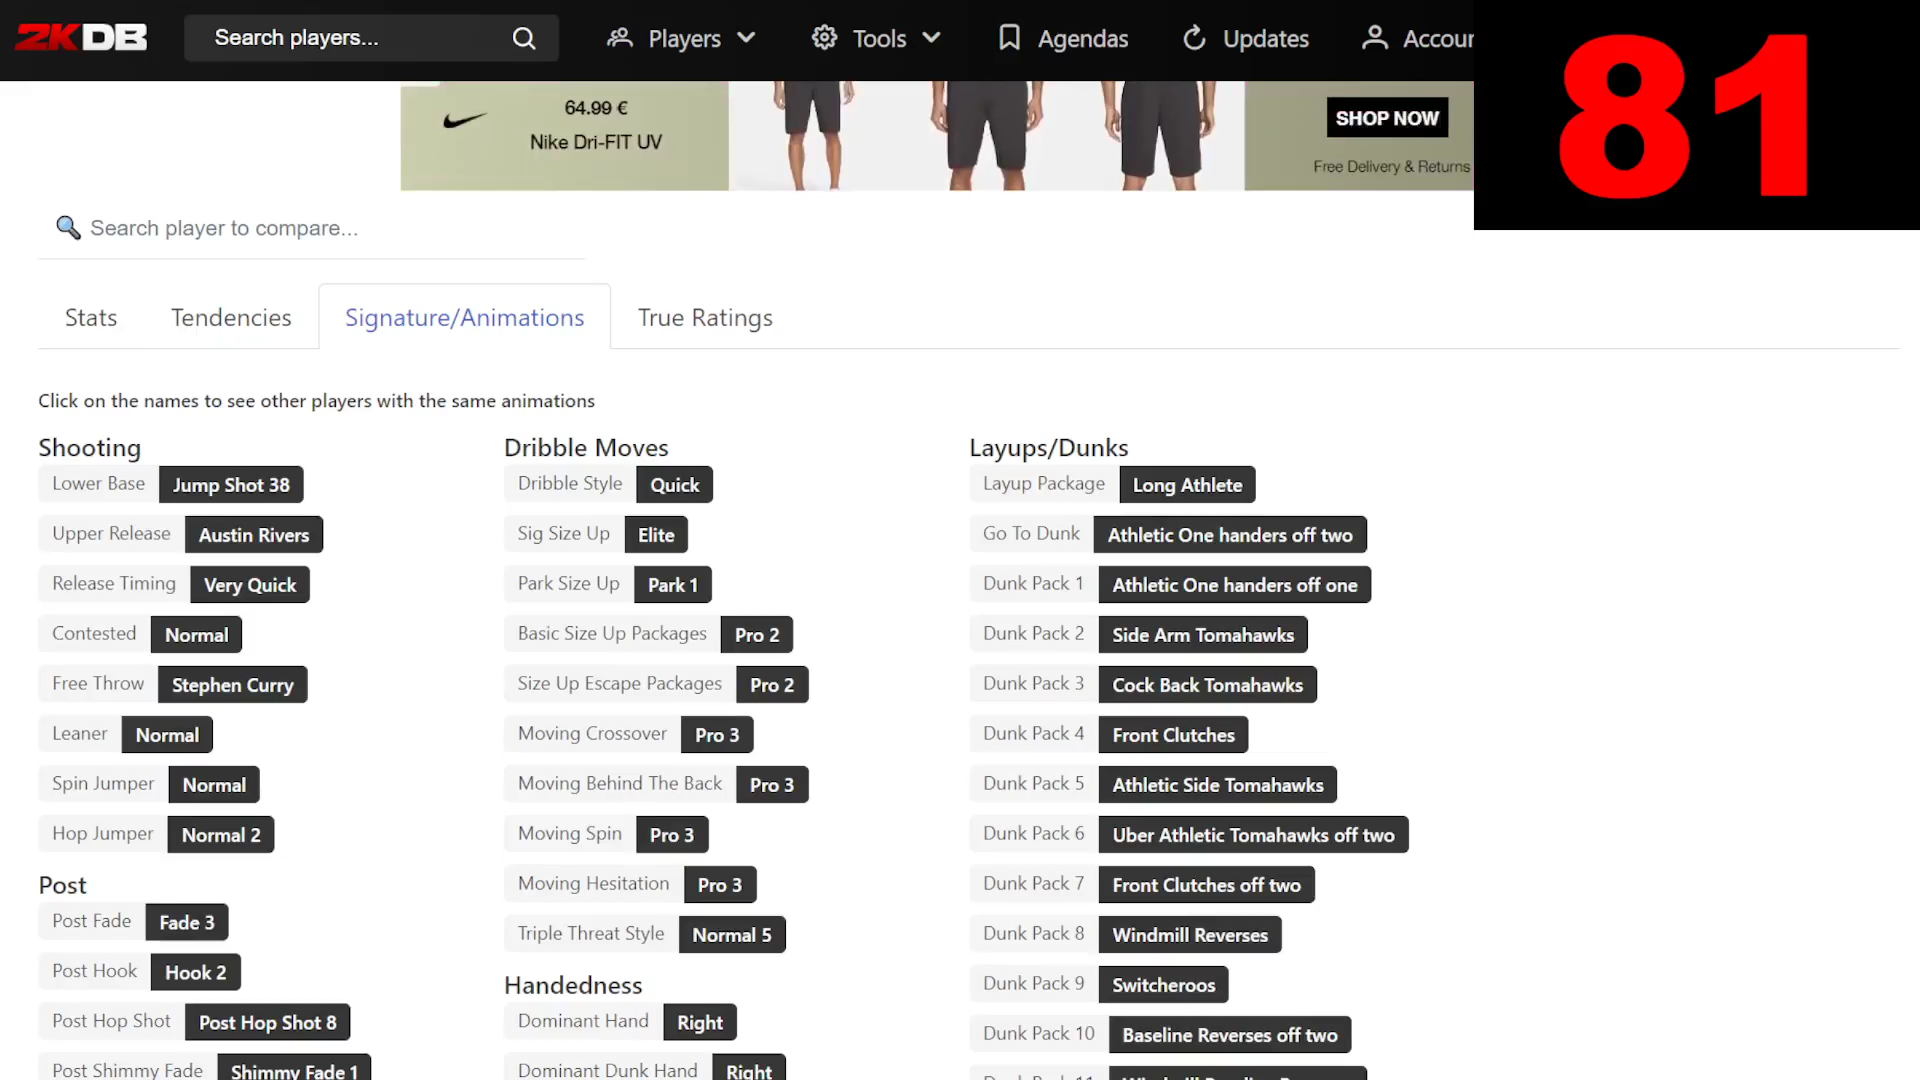 2KDB
Search players...
Players
Tools
Agendas
Updates
Accoun
81
64.99 €
Nike Dri-FIT UV
SHOP NOW
Free Delivery & Returns
Search player to compare...
Stats
Tendencies
Signature/Animations
True Ratings
Click on the names to see other players with the same animations
Shooting
Lower Base Jump Shot 38
Upper Release Austin Rivers
Release Timing Very Quick
Contested Normal
Free Throw Stephen Curry
Leaner Normal
Spin Jumper Normal
Hop Jumper Normal 2
Post
Post Fade Fade 3
Post Hook Hook 2
Post Hop Shot Post Hop Shot 8
Post Shimmy Fade Shimmy Fade 1
Dribble Moves
Dribble Style Quick
Sig Size Up Elite
Park Size Up Park 1
Basic Size Up Packages Pro 2
Size Up Escape Packages Pro 2
Moving Crossover Pro 3
Moving Behind The Back Pro 3
Moving Spin Pro 3
Moving Hesitation Pro 3
Triple Threat Style Normal 5
Handedness
Dominant Hand Right
Dominant Dunk Hand Right
Layups/Dunks
Layup Package Long Athlete
Go To Dunk Athletic One handers off two
Dunk Pack 1 Athletic One handers off one
Dunk Pack 2 Side Arm Tomahawks
Dunk Pack 3 Cock Back Tomahawks
Dunk Pack 4 Front Clutches
Dunk Pack 5 Athletic Side Tomahawks
Dunk Pack 6 Uber Athletic Tomahawks off two
Dunk Pack 7 Front Clutches off two
Dunk Pack 8 Windmill Reverses
Dunk Pack 9 Switcheroos
Dunk Pack 10 Baseline Reverses off two